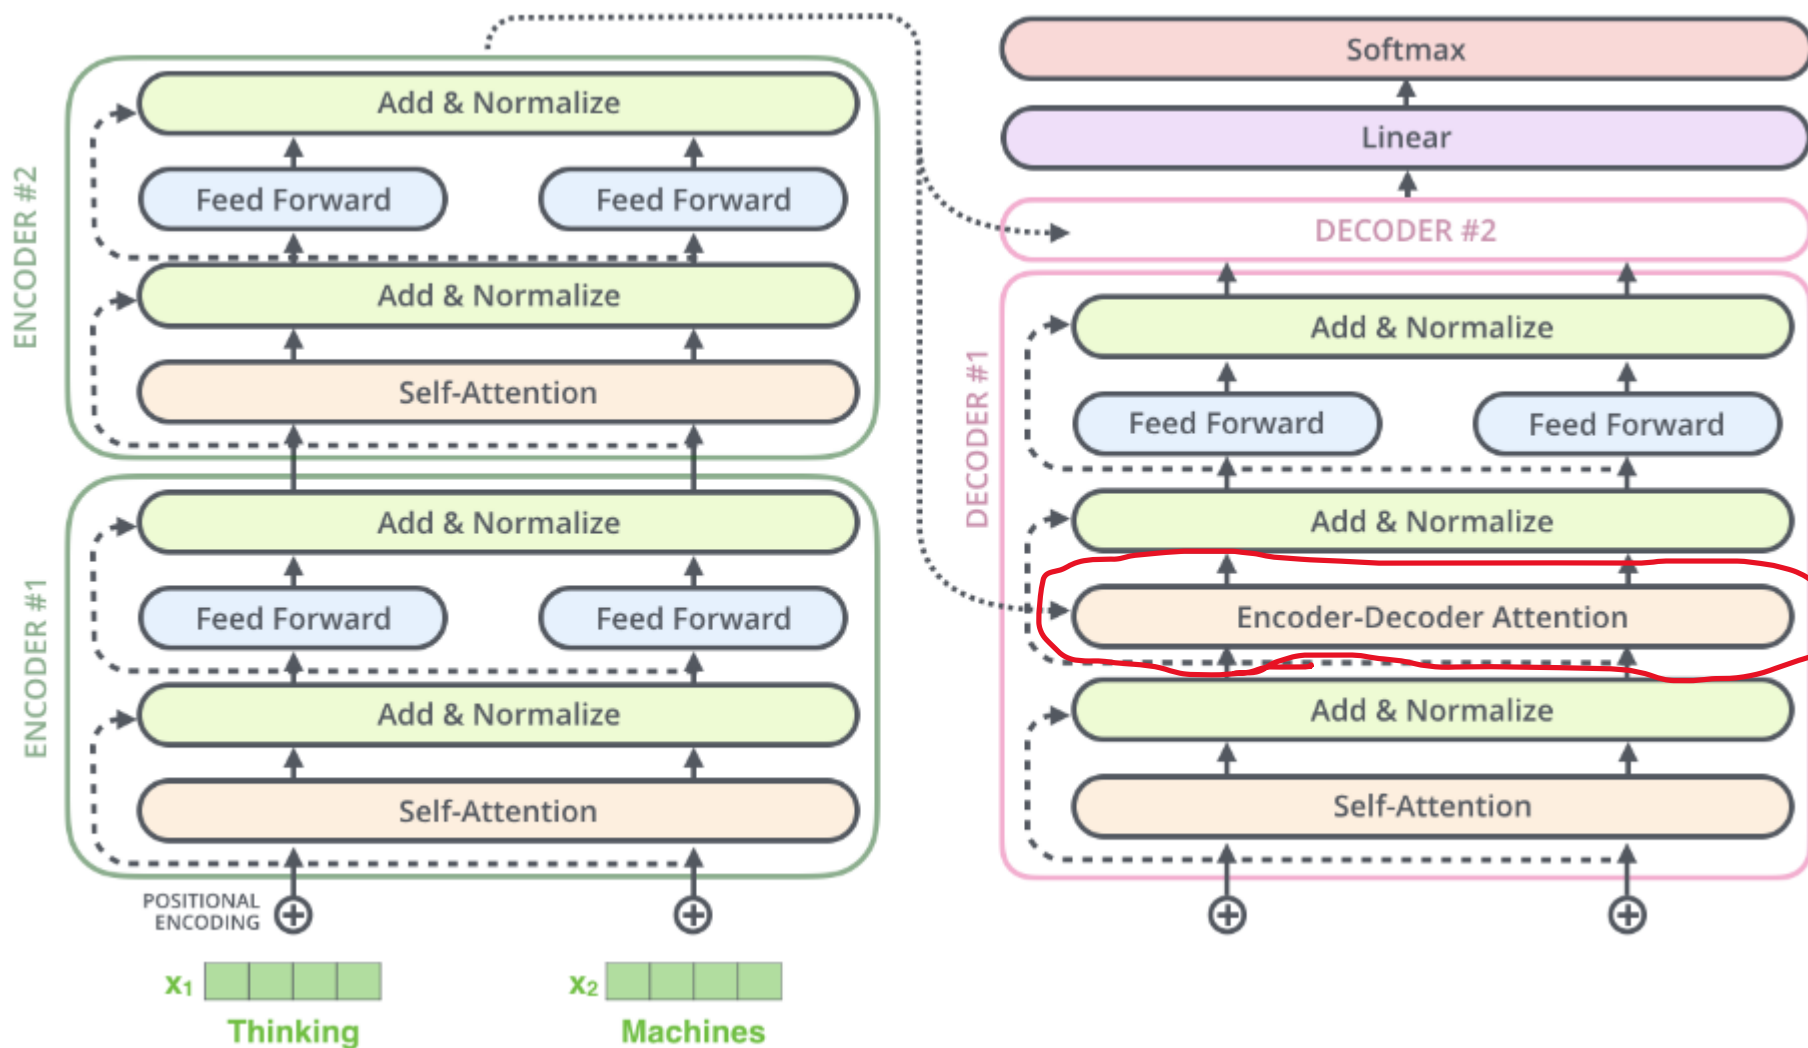 ENCODER #2
Add & Normalize
Feed Forward Feed Forward
Add & Normalize
Self-Attention
ENCODER #1
Add & Normalize
Feed Forward Feed Forward
Add & Normalize
Self-Attention
POSITIONAL
ENCODING
x₁ x₂
Thinking Machines
Softmax
Linear
DECODER #2
DECODER #1
Add & Normalize
Feed Forward Feed Forward
Add & Normalize
Encoder-Decoder Attention
Add & Normalize
Self-Attention